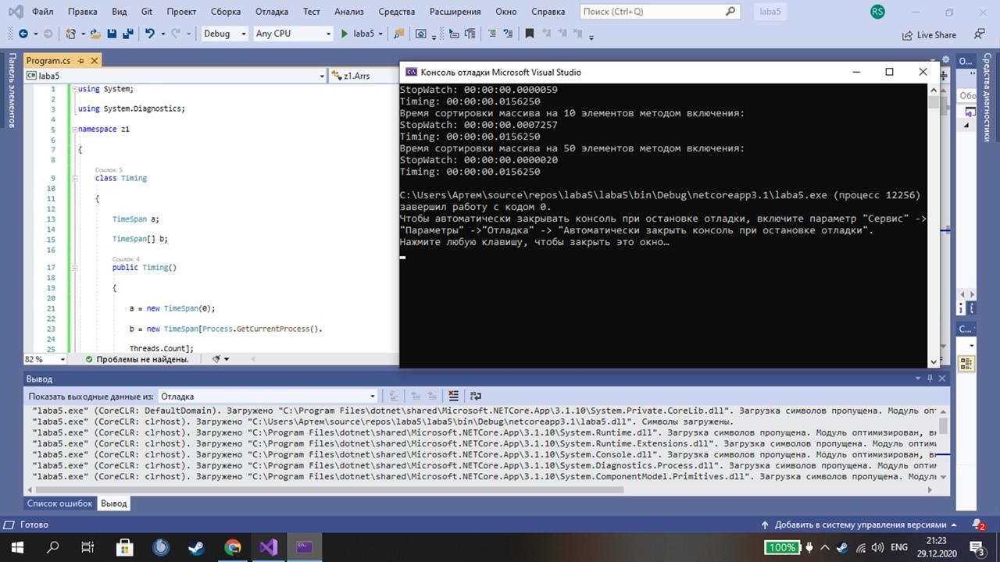 Файл Правка Вид Git Проект Сборка Отладка Тест Анализ Средства Расширения Окно Справка Поиск (Ctrl+Q) laba5 RS
Debug Any CPU laba5 Live Share
Панель элементов
Program.cs
laba5 z1.Arrs
1 using System;
2
3 using System.Diagnostics;
4
5 namespace z1
6
7 {
8
Ссылок: 5
9 class Timing
10
11 {
12
13 TimeSpan a;
14
15 TimeSpan[] b;
16
Ссылок: 4
17 public Timing()
18
19 {
20
21 a = new TimeSpan(0);
22
23 b = new TimeSpan[Process.GetCurrentProcess().
24
25 Threads.Count];
82 % Проблемы не найдены.
Консоль отладки Microsoft Visual Studio
StopWatch: 00:00:00.0000059
Timing: 00:00:00.0156250
Время сортировки массива на 10 элементов методом включения:
StopWatch: 00:00:00.0007257
Timing: 00:00:00.0156250
Время сортировки массива на 50 элементов методом включения:
StopWatch: 00:00:00.0000020
Timing: 00:00:00.0156250
C:\Users\Артем\source\repos\laba5\laba5\bin\Debug\netcoreapp3.1\laba5.exe (процесс 12256)
завершил работу с кодом 0.
Чтобы автоматически закрывать консоль при остановке отладки, включите параметр "Сервис" ->
"Параметры" ->"Отладка" -> "Автоматически закрыть консоль при остановке отладки".
Нажмите любую клавишу, чтобы закрыть это окно…
О...
Обо
С...
Средства диагностики
Вывод
Показать выходные данные из: Отладка
"laba5.exe" (CoreCLR: DefaultDomain). Загружено "C:\Program Files\dotnet\shared\Microsoft.NETCore.App\3.1.10\System.Private.CoreLib.dll". Загрузка символов пропущена. Модуль опт
"laba5.exe" (CoreCLR: clrhost). Загружено "C:\Users\Артем\source\repos\laba5\laba5\bin\Debug\netcoreapp3.1\laba5.dll". Символы загружены.
"laba5.exe" (CoreCLR: clrhost). Загружено "C:\Program Files\dotnet\shared\Microsoft.NETCore.App\3.1.10\System.Runtime.dll". Загрузка символов пропущена. Модуль оптимизирован, вк
"laba5.exe" (CoreCLR: clrhost). Загружено "C:\Program Files\dotnet\shared\Microsoft.NETCore.App\3.1.10\System.Runtime.Extensions.dll". Загрузка символов пропущена. Модуль оптими
"laba5.exe" (CoreCLR: clrhost). Загружено "C:\Program Files\dotnet\shared\Microsoft.NETCore.App\3.1.10\System.Console.dll". Загрузка символов пропущена. Модуль оптимизирован, вк
"laba5.exe" (CoreCLR: clrhost). Загружено "C:\Program Files\dotnet\shared\Microsoft.NETCore.App\3.1.10\System.Diagnostics.Process.dll". Загрузка символов пропущена. Модуль оптим
"laba5.exe" (CoreCLR: clrhost). Загружено "C:\Program Files\dotnet\shared\Microsoft.NETCore.App\3.1.10\System.ComponentModel.Primitives.dll". Загрузка символов пропущена. Модуль
Список ошибок Вывод
Готово Добавить в систему управления версиями 2
100% ENG 21:23
29.12.2020 3